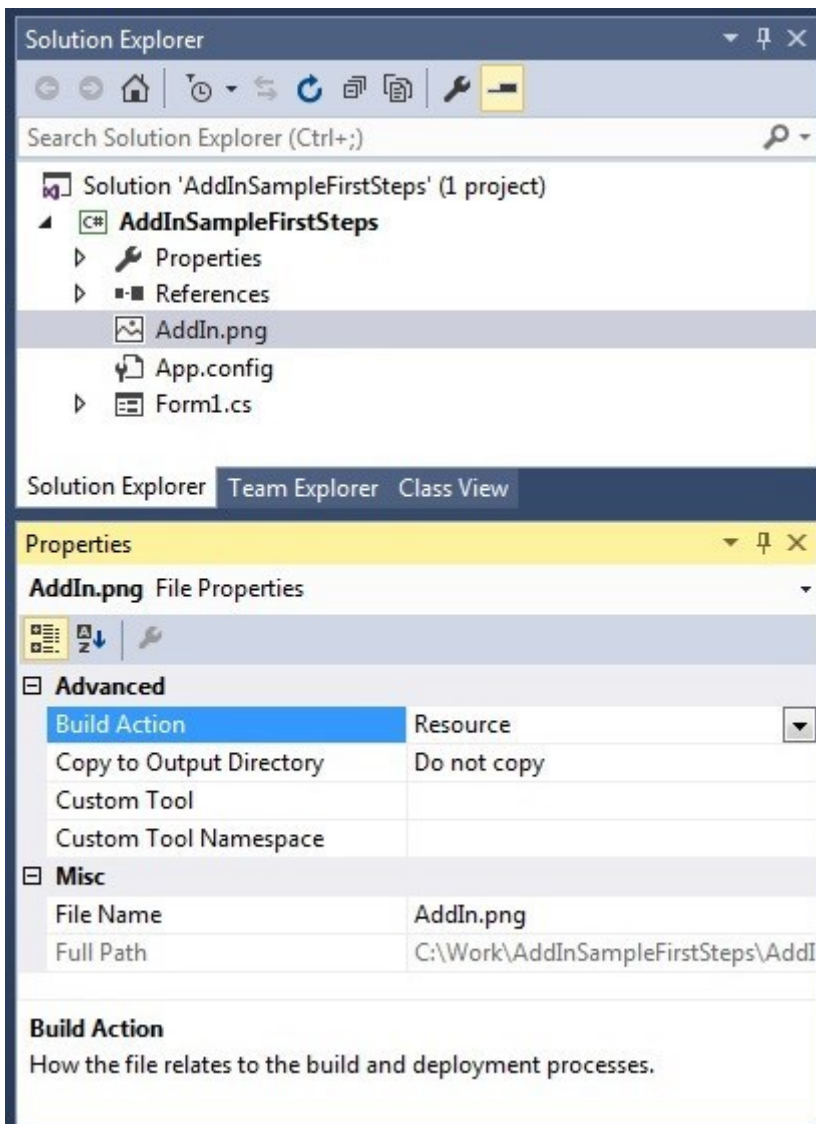 Solution Explorer
Search Solution Explorer (Ctrl+;)
Solution 'AddInSampleFirstSteps' (1 project)
C# AddInSampleFirstSteps
Properties
References
AddIn.png
App.config
Form1.cs
Solution Explorer Team Explorer Class View
Properties
AddIn.png File Properties
Advanced
Build Action Resource
Copy to Output Directory Do not copy
Custom Tool
Custom Tool Namespace
Misc
File Name AddIn.png
Full Path C:\Work\AddInSampleFirstSteps\AddI
Build Action
How the file relates to the build and deployment processes.